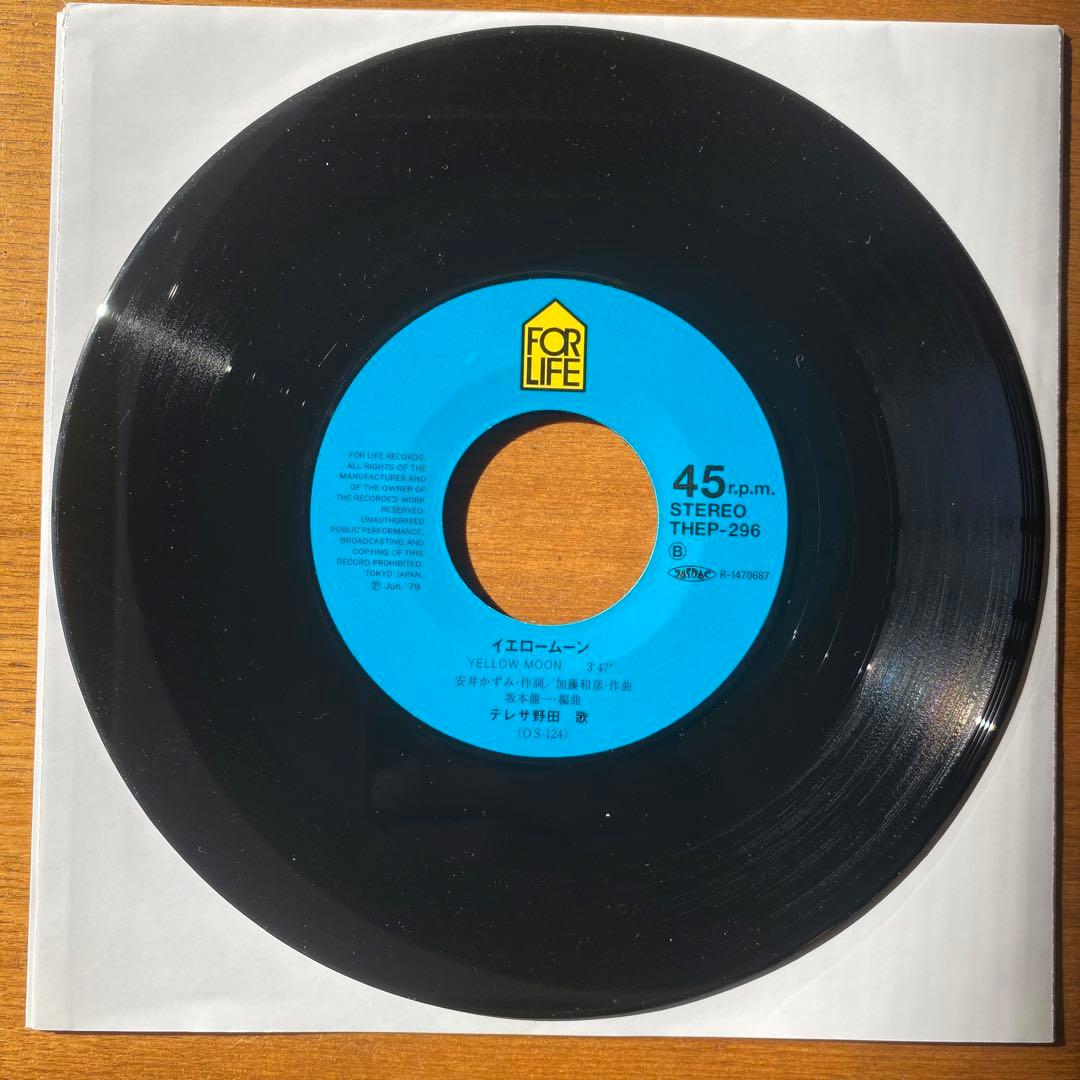 FOR
LIFE
FOR LIFE RECORDS.
ALL RIGHTS OF THE
MANUFACTURER AND
OF THE OWNER OF
THE RECORDED WORK
RESERVED.
UNAUTHORISED
PUBLIC PERFORMANCE,
BROADCASTING AND
COPYING OF THIS
RECORD PROHIBITED.
TOKYO JAPAN.
Ⓟ Jun. '79
45 r.p.m.
STEREO
THEP-296
Ⓑ
JASRAC R-1470687
イエロームーン
YELLOW MOON 3'47"
安井かずみ・作詞/加藤和彦・作曲
坂本龍一・編曲
テレサ野田 歌
(OS-124)